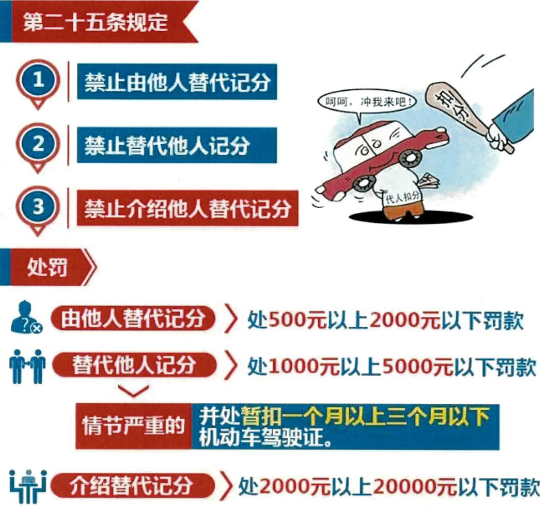 第二十五条规定
1 禁止由他人替代记分
2 禁止替代他人记分
3 禁止介绍他人替代记分
呵呵，冲我来吧！
扣分
代人扣分
处罚
由他人替代记分 处500元以上2000元以下罚款
替代他人记分 处1000元以上5000元以下罚款
情节严重的 并处暂扣一个月以上三个月以下
机动车驾驶证。
介绍替代记分 处2000元以上20000元以下罚款